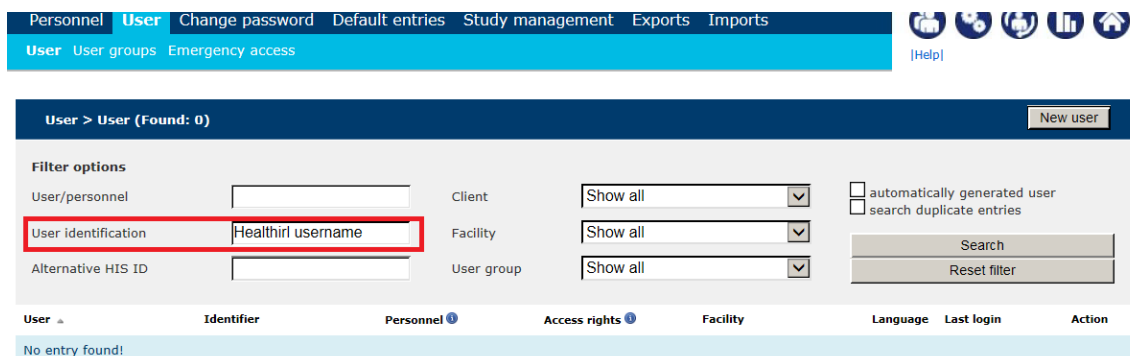 Personnel User Change password Default entries Study management Exports Imports
User User groups Emergency access
|Help|
User > User (Found: 0)
New user
Filter options
User/personnel Client Show all automatically generated user
search duplicate entries
User identification Healthirl username Facility Show all
Search
Alternative HIS ID User group Show all Reset filter
User Identifier Personnel Access rights Facility Language Last login Action
No entry found!